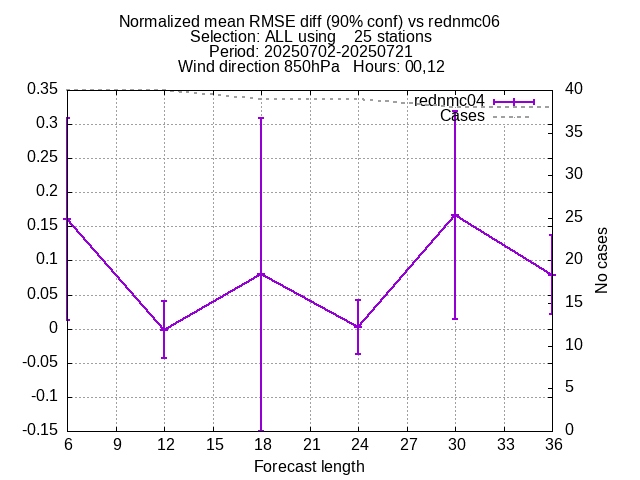 Normalized mean RMSE diff (90% conf) vs rednmc06
Selection: ALL using    25 stations
Period: 20250702-20250721
Wind direction 850hPa   Hours: 00,12
rednmc04
Cases
0.35
0.3
0.25
0.2
0.15
0.1
0.05
0
-0.05
-0.1
-0.15
40
35
30
25
20
15
10
5
0
No cases
6 9 12 15 18 21 24 27 30 33 36
Forecast length